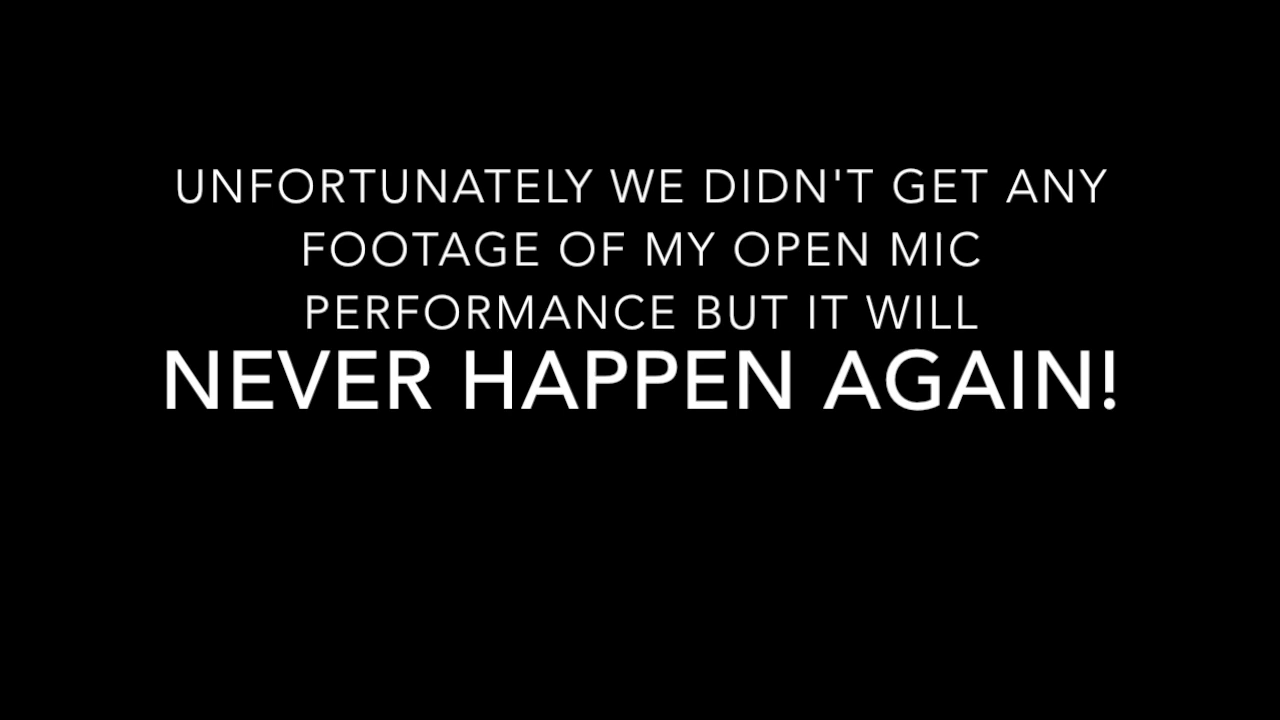 UNFORTUNATELY WE DIDN'T GET ANY
FOOTAGE OF MY OPEN MIC
PERFORMANCE BUT IT WILL
NEVER HAPPEN AGAIN!